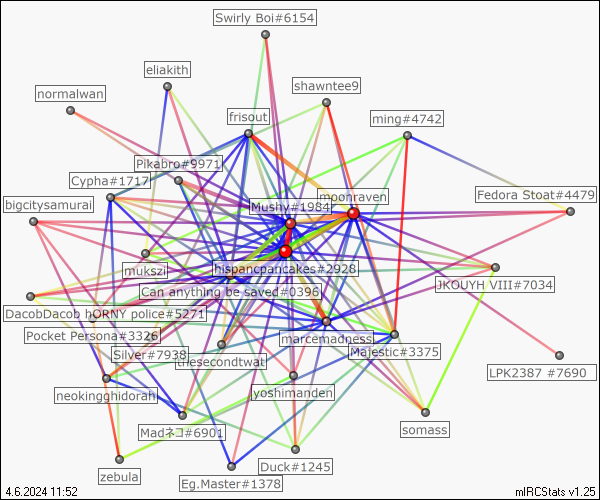 Swirly Boi#6154
eliakith
shawntee9
normalwan
frisout
ming#4742
Pikabro#9971
Cypha#1717
moonraven
Fedora Stoat#4479
bigcitysamurai
Mushy#1984
mukszil
hispancpancakes#2928
JKOUYH VIII#7034
Can anything be saved#0396
DacobDacob hORNY police#5271
Pocket Persona#3326
marcemadness
Silver#7938
thesecondtwat
Majestic#3375
LPK2387 #7690
neokingghidorah
yoshimanden
Madネコ#6901
somass
Duck#1245
zebula
Eg.Master#1378
4.6.2024 11:52
mIRCStats v1.25